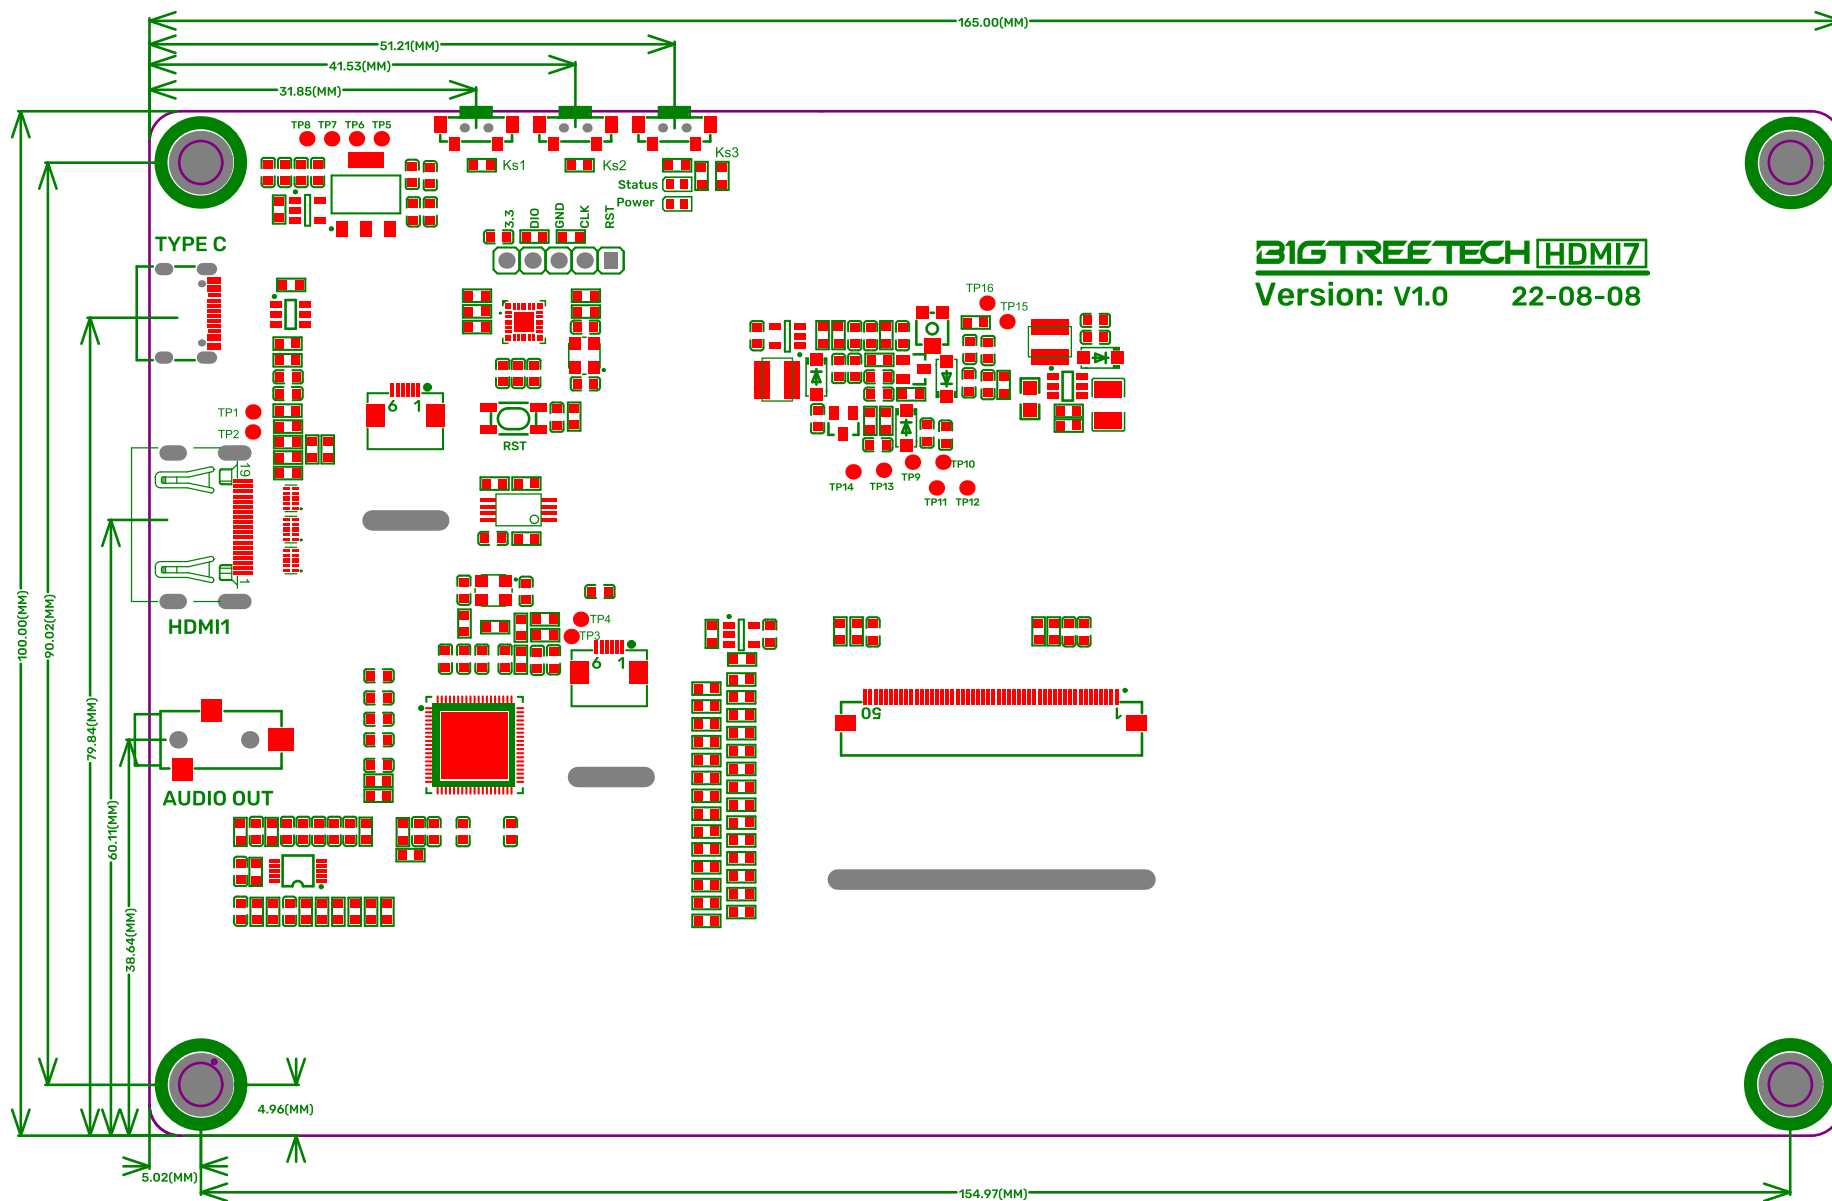 165.00(MM)
51.21(MM)
41.53(MM)
31.85(MM)
TP8 TP7 TP6 TP5
Ks1 Ks2 Ks3
Status
Power
3.3 DIO GND CLK RST
TYPE C
BIGTREETECH HDMI7
Version: V1.0 22-08-08
TP16
TP15
6 1
TP1
TP2
RST
TP14 TP13 TP9 TP10
TP11 TP12
19
1
HDMI1
TP4
TP3
6 1
50 1
AUDIO OUT
100.00(MM)
90.02(MM)
79.84(MM)
60.11(MM)
38.64(MM)
4.96(MM)
5.02(MM)
154.97(MM)